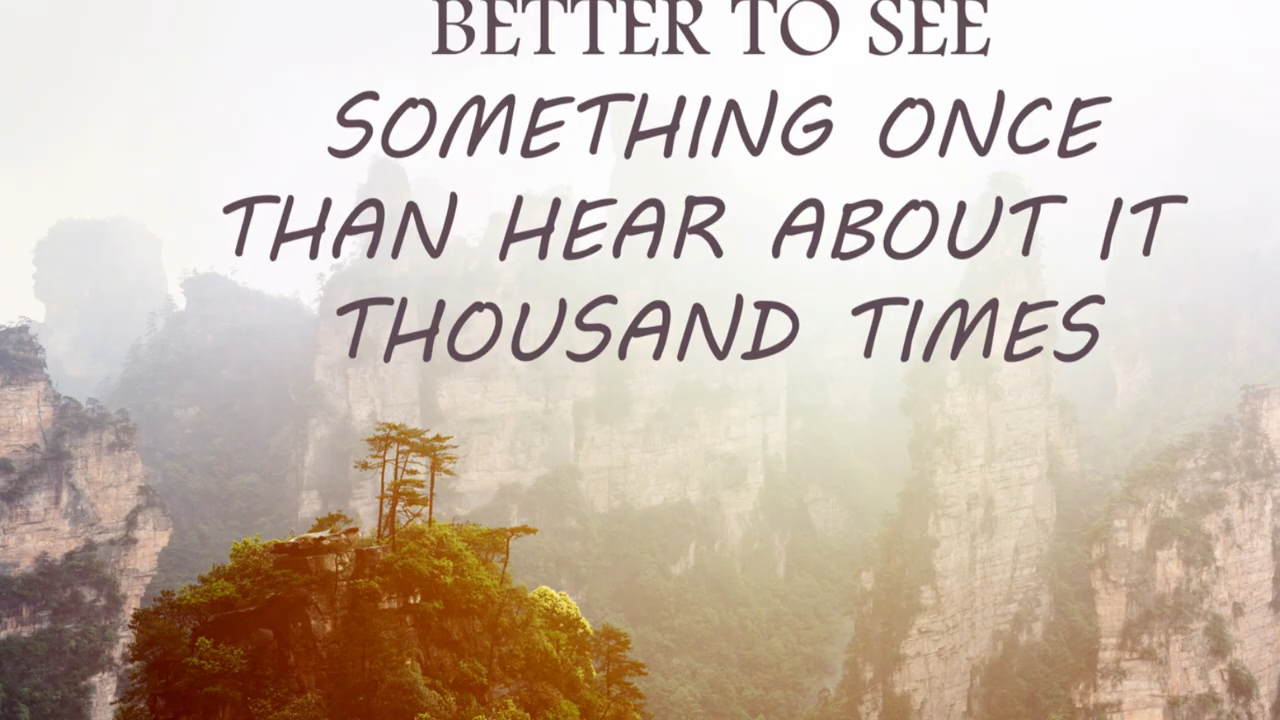 BETTER TO SEE
SOMETHING ONCE
THAN HEAR ABOUT IT
THOUSAND TIMES